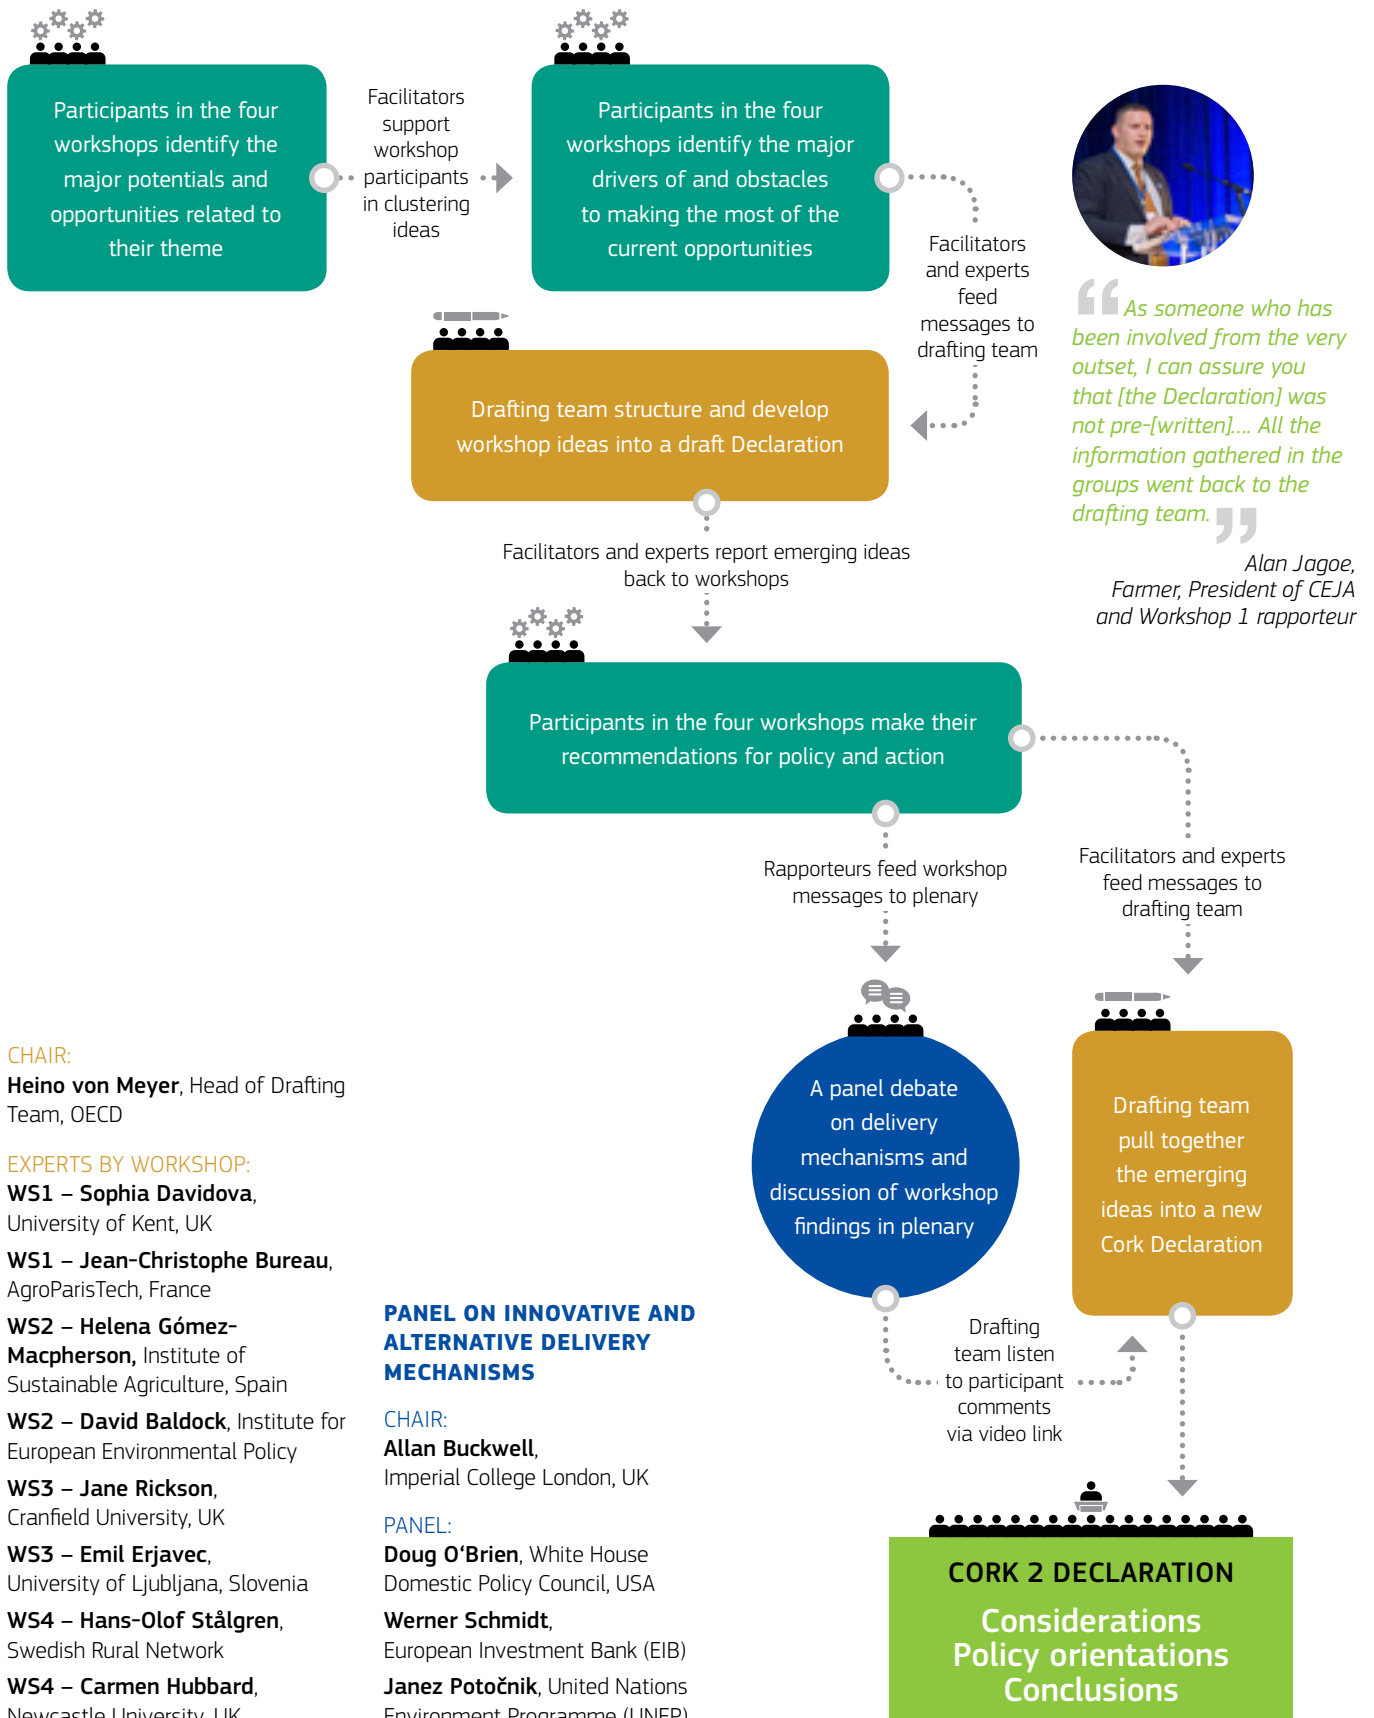 Participants in the four
workshops identify the
major potentials and
opportunities related to
their theme
Facilitators
support
workshop
participants
in clustering
ideas
Participants in the four
workshops identify the major
drivers of and obstacles
to making the most of the
current opportunities
Facilitators
and experts
feed
messages to
drafting team
Drafting team structure and develop
workshop ideas into a draft Declaration
“As someone who has
been involved from the very
outset, I can assure you
that [the Declaration] was
not pre-[written]…. All the
information gathered in the
groups went back to the
drafting team.”
Alan Jagoe,
Farmer, President of CEJA
and Workshop 1 rapporteur
Facilitators and experts report emerging ideas
back to workshops
Participants in the four workshops make their
recommendations for policy and action
Rapporteurs feed workshop
messages to plenary
Facilitators and experts
feed messages to
drafting team
A panel debate
on delivery
mechanisms and
discussion of workshop
findings in plenary
Drafting team
pull together
the emerging
ideas into a new
Cork Declaration
Drafting
team listen
to participant
comments
via video link
CHAIR:
Heino von Meyer, Head of Drafting
Team, OECD
EXPERTS BY WORKSHOP:
WS1 – Sophia Davidova,
University of Kent, UK
WS1 – Jean-Christophe Bureau,
AgroParisTech, France
WS2 – Helena Gómez-
Macpherson, Institute of
Sustainable Agriculture, Spain
WS2 – David Baldock, Institute for
European Environmental Policy
WS3 – Jane Rickson,
Cranfield University, UK
WS3 – Emil Erjavec,
University of Ljubljana, Slovenia
WS4 – Hans-Olof Stålgren,
Swedish Rural Network
WS4 – Carmen Hubbard,
Newcastle University, UK
PANEL ON INNOVATIVE AND
ALTERNATIVE DELIVERY
MECHANISMS
CHAIR:
Allan Buckwell,
Imperial College London, UK
PANEL:
Doug O‘Brien, White House
Domestic Policy Council, USA
Werner Schmidt,
European Investment Bank (EIB)
Janez Potočnik, United Nations
Environment Programme (UNEP)
CORK 2 DECLARATION
Considerations
Policy orientations
Conclusions